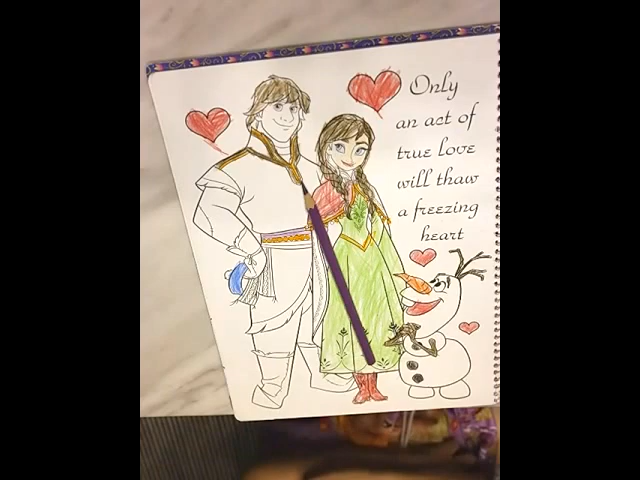 Only
an act of
true love
will thaw
a freezing
heart